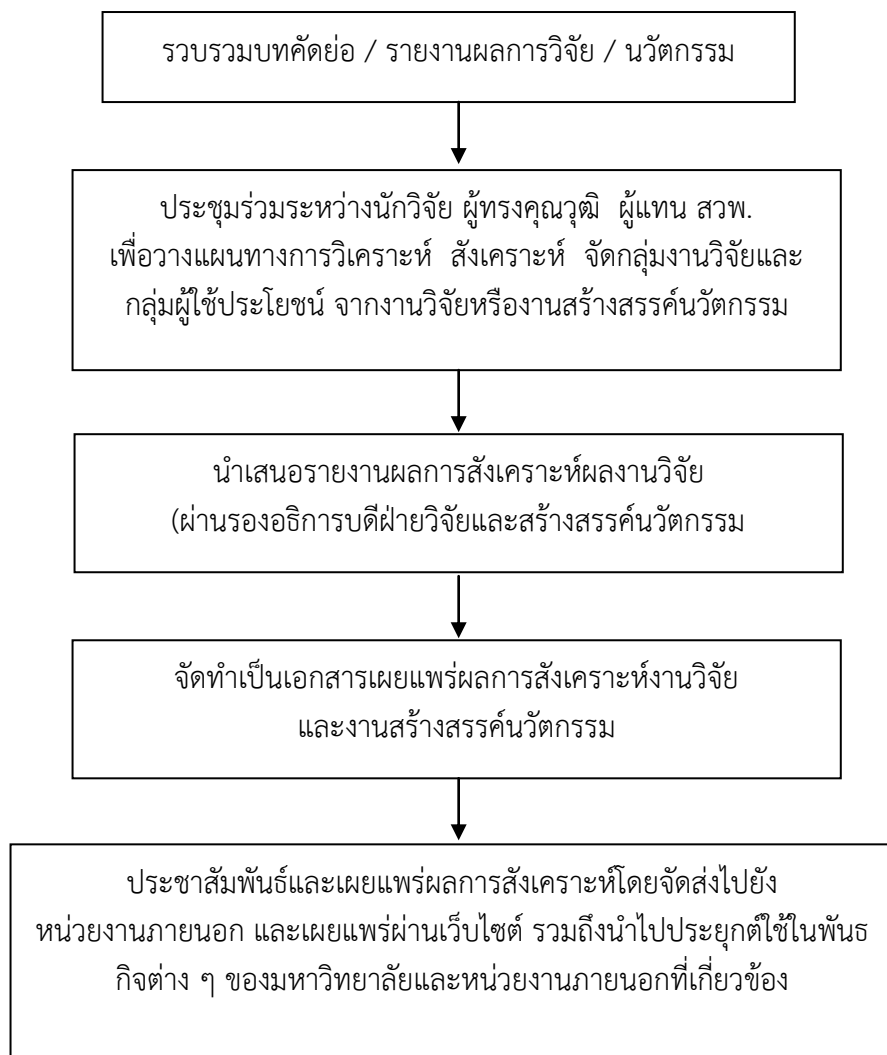 รวบรวมบทคัดย่อ / รายงานผลการวิจัย / นวัตกรรม
ประชุมร่วมระหว่างนักวิจัย ผู้ทรงคุณวุฒิ ผู้แทน สวพ.
เพื่อวางแผนทางการวิเคราะห์ สังเคราะห์ จัดกลุ่มงานวิจัยและ
กลุ่มผู้ใช้ประโยชน์ จากงานวิจัยหรืองานสร้างสรรค์นวัตกรรม
นำเสนอรายงานผลการสังเคราะห์ผลงานวิจัย
(ผ่านรองอธิการบดีฝ่ายวิจัยและสร้างสรรค์นวัตกรรม
จัดทำเป็นเอกสารเผยแพร่ผลการสังเคราะห์งานวิจัย
และงานสร้างสรรค์นวัตกรรม
ประชาสัมพันธ์และเผยแพร่ผลการสังเคราะห์โดยจัดส่งไปยัง
หน่วยงานภายนอก และเผยแพร่ผ่านเว็บไซต์ รวมถึงนำไปประยุกต์ใช้ในพันธ
กิจต่าง ๆ ของมหาวิทยาลัยและหน่วยงานภายนอกที่เกี่ยวข้อง